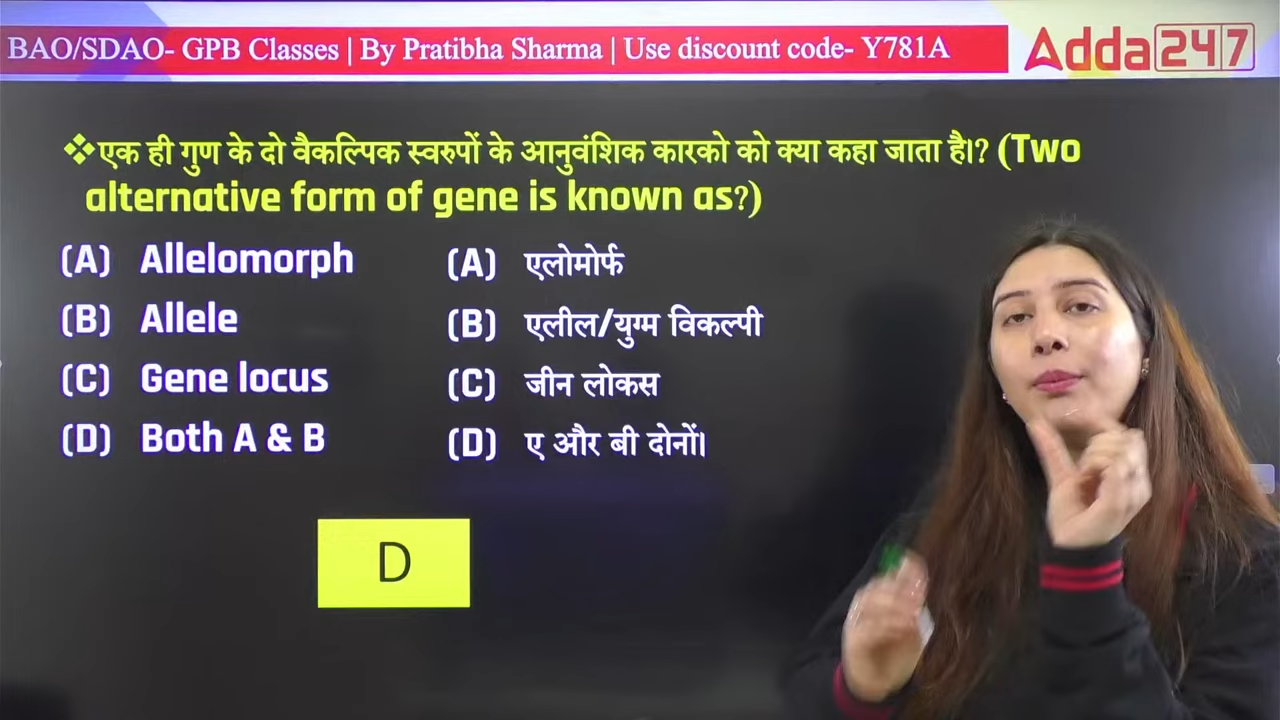 BAO/SDAO- GPB Classes | By Pratibha Sharma | Use discount code- Y781A
Adda247
❖एक ही गुण के दो वैकल्पिक स्वरुपों के आनुवंशिक कारको को क्या कहा जाता है।? (Two
alternative form of gene is known as?)
(A) Allelomorph (A) एलोमोर्फ
(B) Allele (B) एलील/युग्म विकल्पी
(C) Gene locus (C) जीन लोकस
(D) Both A & B (D) ए और बी दोनों।
D